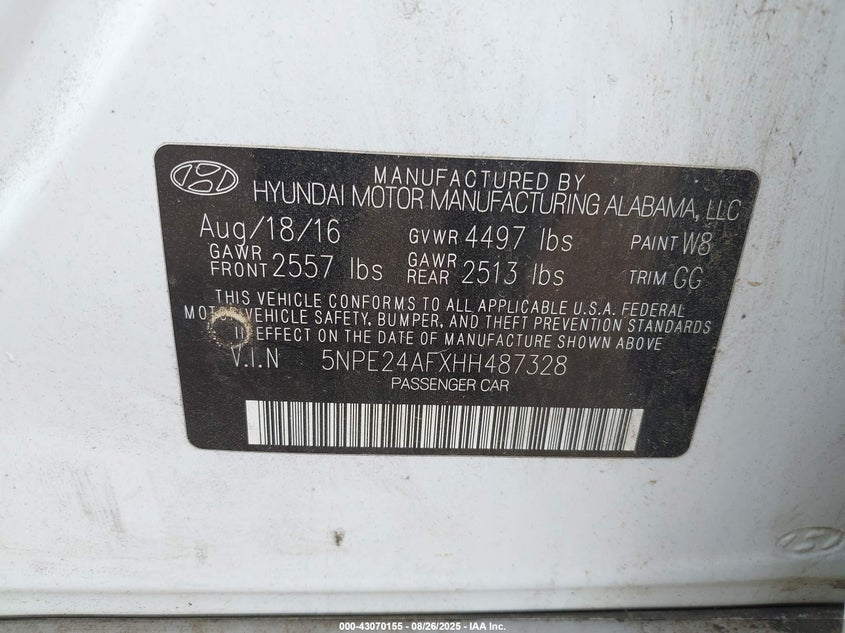 MANUFACTURED BY
HYUNDAI MOTOR MANUFACTURING ALABAMA, LLC
Aug/18/16 GVWR 4497 lbs PAINT W8
GAWR FRONT 2557 lbs GAWR REAR 2513 lbs TRIM GG
THIS VEHICLE CONFORMS TO ALL APPLICABLE U.S.A. FEDERAL
MOTOR VEHICLE SAFETY, BUMPER, AND THEFT PREVENTION STANDARDS
IN EFFECT ON THE DATE OF MANUFACTURE SHOWN ABOVE
V.I.N 5NPE24AFXHH487328
PASSENGER CAR
000-43070155 - 08/26/2025 - IAA Inc.